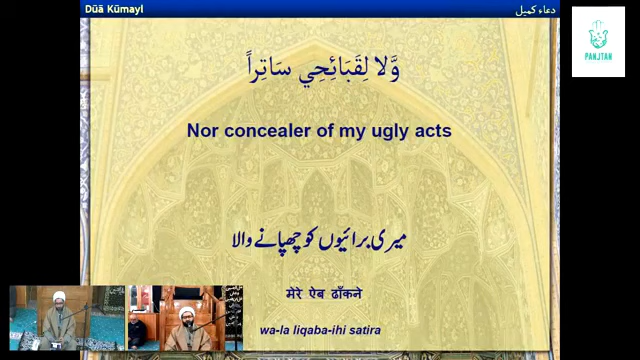 Dūā Kūmayl
دعاء كميل
PANJTAN
وَّلا لِقَبَائِحِي سَاتِراً
Nor concealer of my ugly acts
میری برائیوں کو چھپانے والا
मेरे ऐब ढाँकने
wa-la liqaba-ihi satira